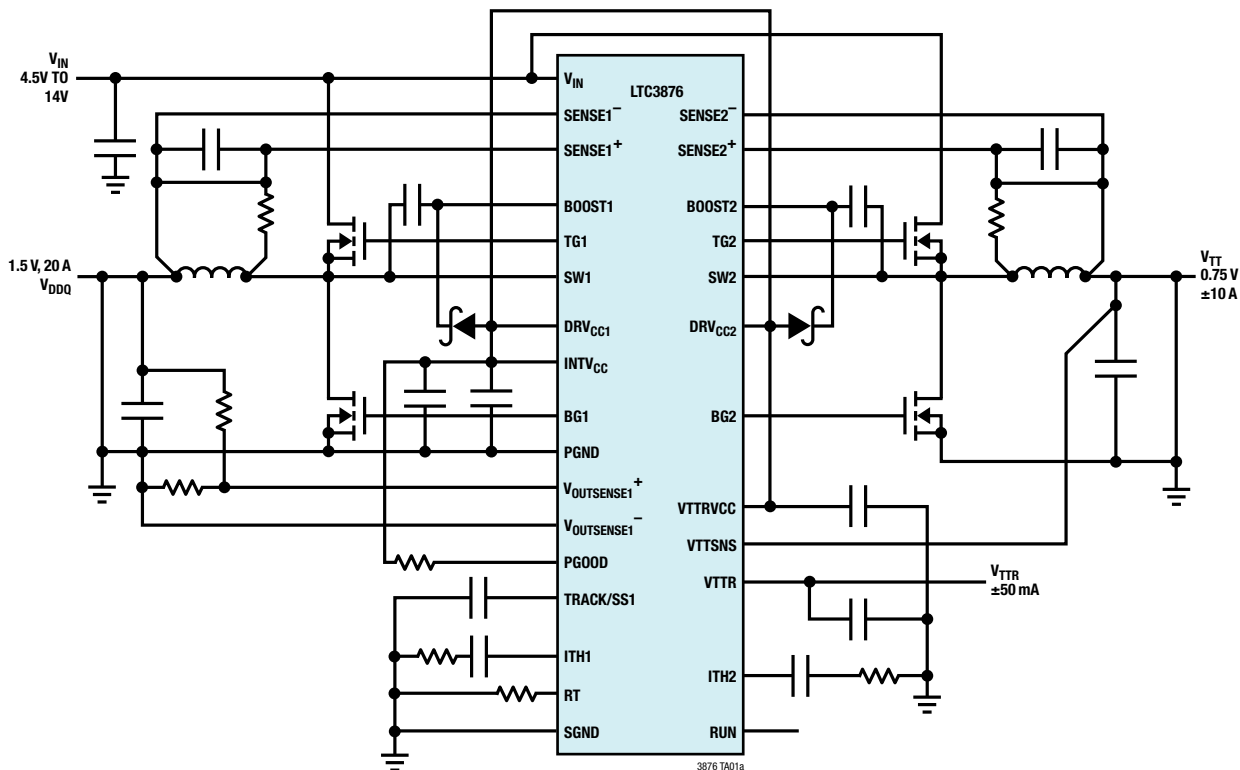 V_IN
4.5V TO
14V
1.5 V, 20 A
V_DDQ
LTC3876
V_IN
SENSE1⁻
SENSE1⁺
BOOST1
TG1
SW1
DRV_CC1
INTV_CC
BG1
PGND
V_OUTSENSE1⁺
V_OUTSENSE1⁻
PGOOD
TRACK/SS1
ITH1
RT
SGND
SENSE2⁻
SENSE2⁺
BOOST2
TG2
SW2
DRV_CC2
BG2
VTTRVCC
VTTSNS
VTTR
ITH2
RUN
V_TT
0.75 V
±10 A
V_TTR
±50 mA
3876 TA01a